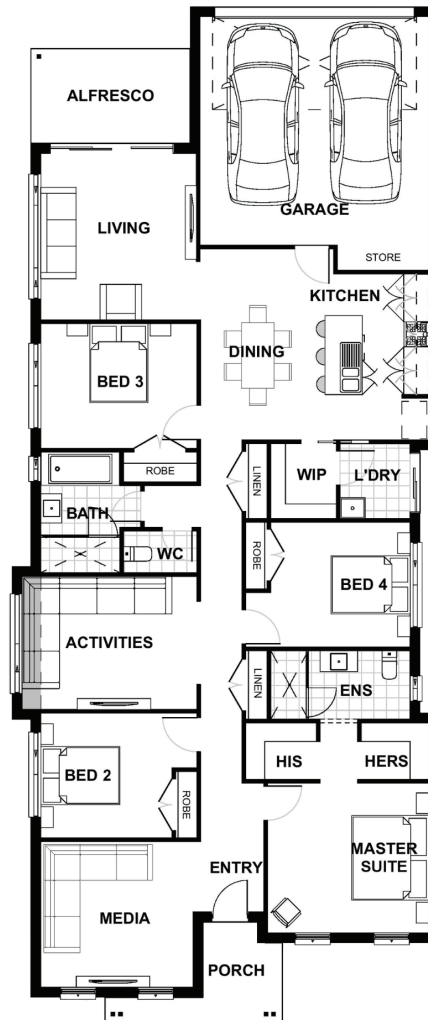 ALFRESCO
GARAGE
LIVING
STORE
KITCHEN
DINING
BED 3
ROBE
LINEN
WIP
L'DRY
BATH
WC
ROBE
BED 4
ACTIVITIES
LINEN
ENS
HIS
HERS
BED 2
ROBE
MASTER
SUITE
ENTRY
MEDIA
PORCH